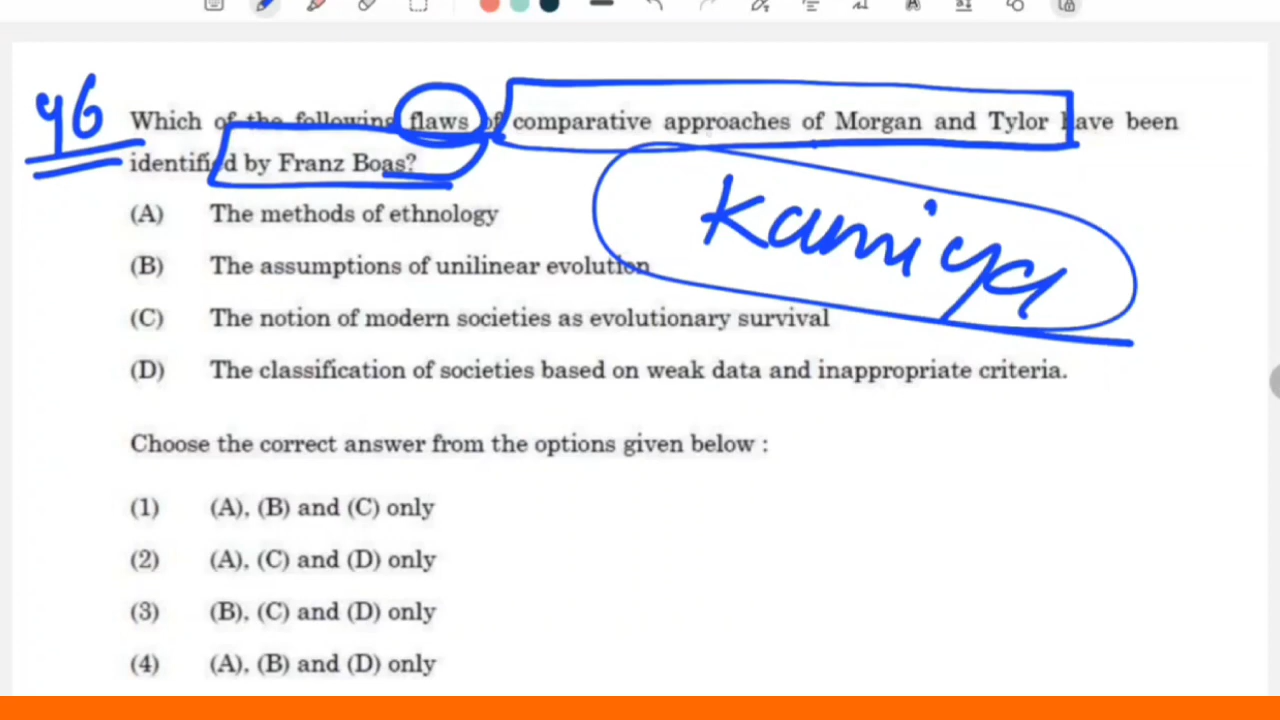 46
Which of the following flaws of comparative approaches of Morgan and Tylor have been
identified by Franz Boas?
kamiya
(A) The methods of ethnology
(B) The assumptions of unilinear evolution
(C) The notion of modern societies as evolutionary survival
(D) The classification of societies based on weak data and inappropriate criteria.
Choose the correct answer from the options given below :
(1) (A), (B) and (C) only
(2) (A), (C) and (D) only
(3) (B), (C) and (D) only
(4) (A), (B) and (D) only